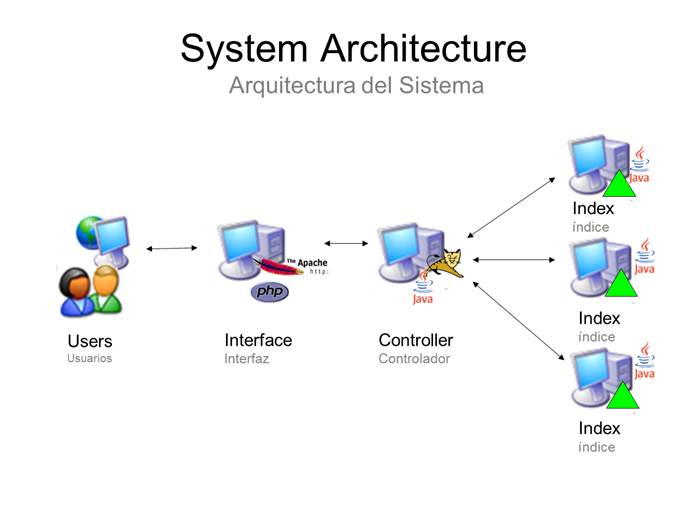 System Architecture
Arquitectura del Sistema
Java
Index
índice
The Apache
http:
php
Java
Java
Index
índice
Users
Usuarios
Interface
Interfaz
Controller
Controlador
Java
Index
índice